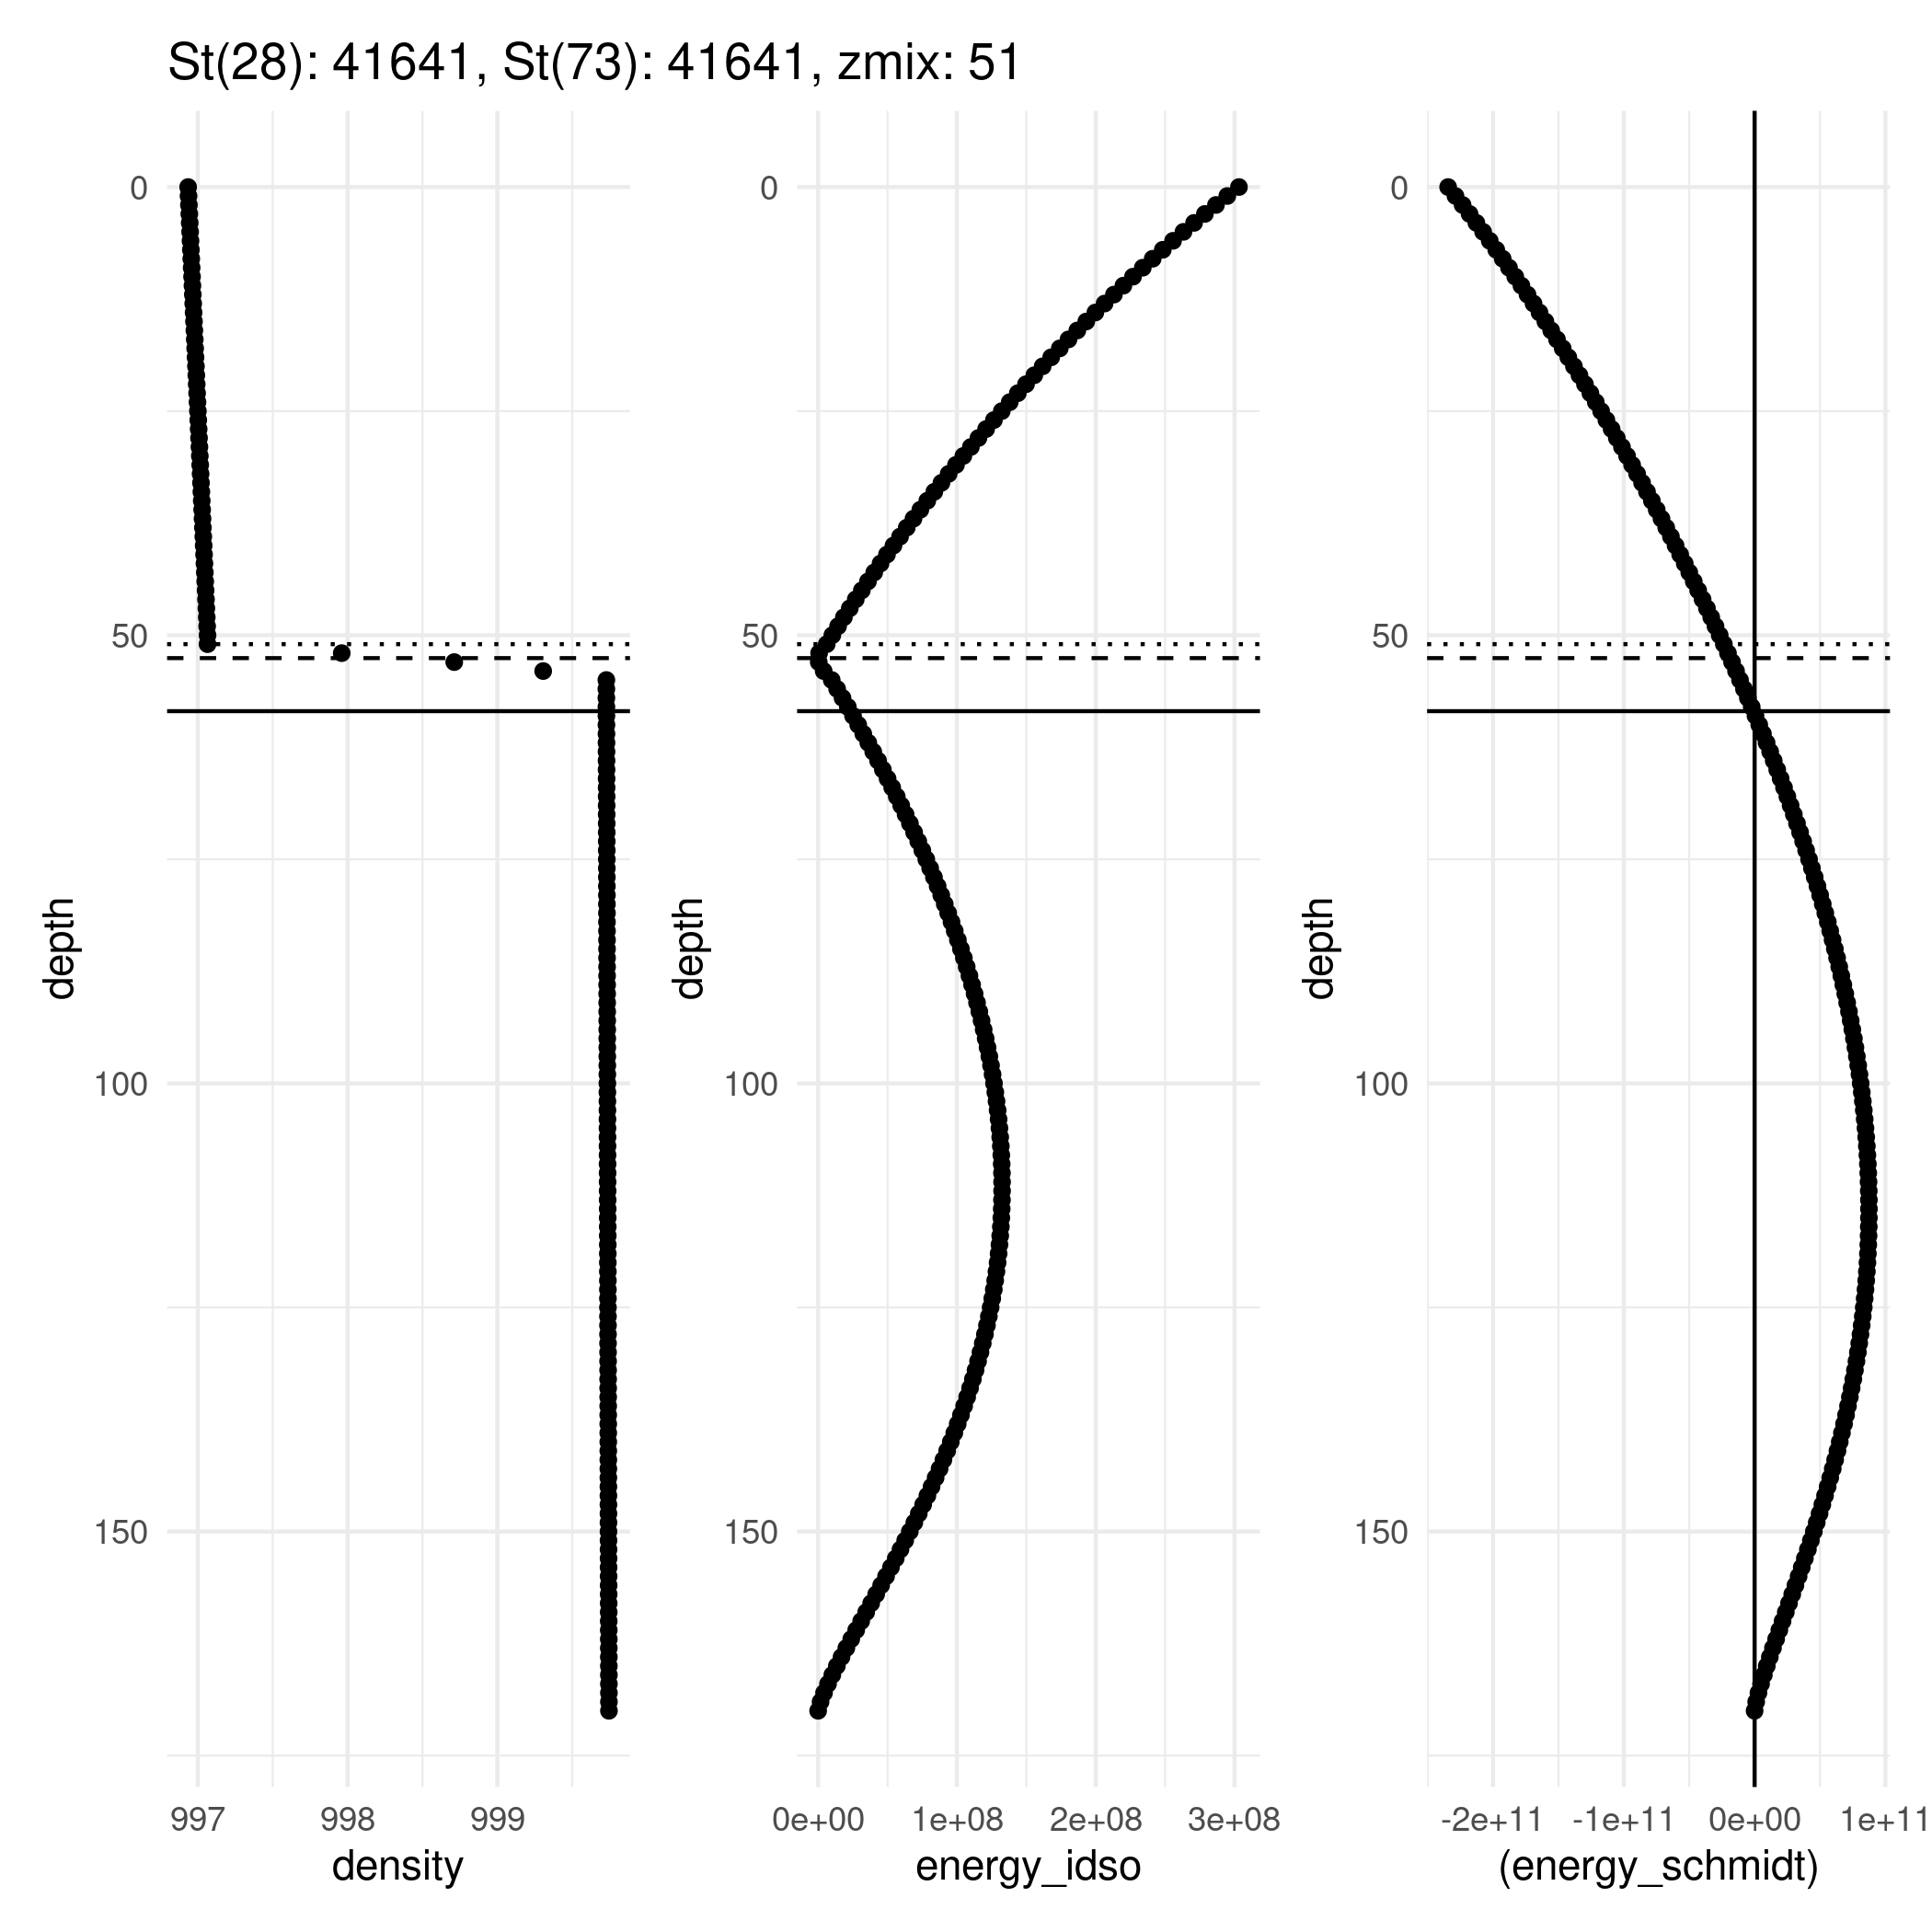 St(28): 41641, St(73): 41641, zmix: 51
0
50
100
150
depth
997
998
999
density
0
50
100
150
depth
0e+00
1e+08
2e+08
3e+08
energy_idso
0
50
100
150
depth
-2e+11
-1e+11
0e+00
1e+11
(energy_schmidt)